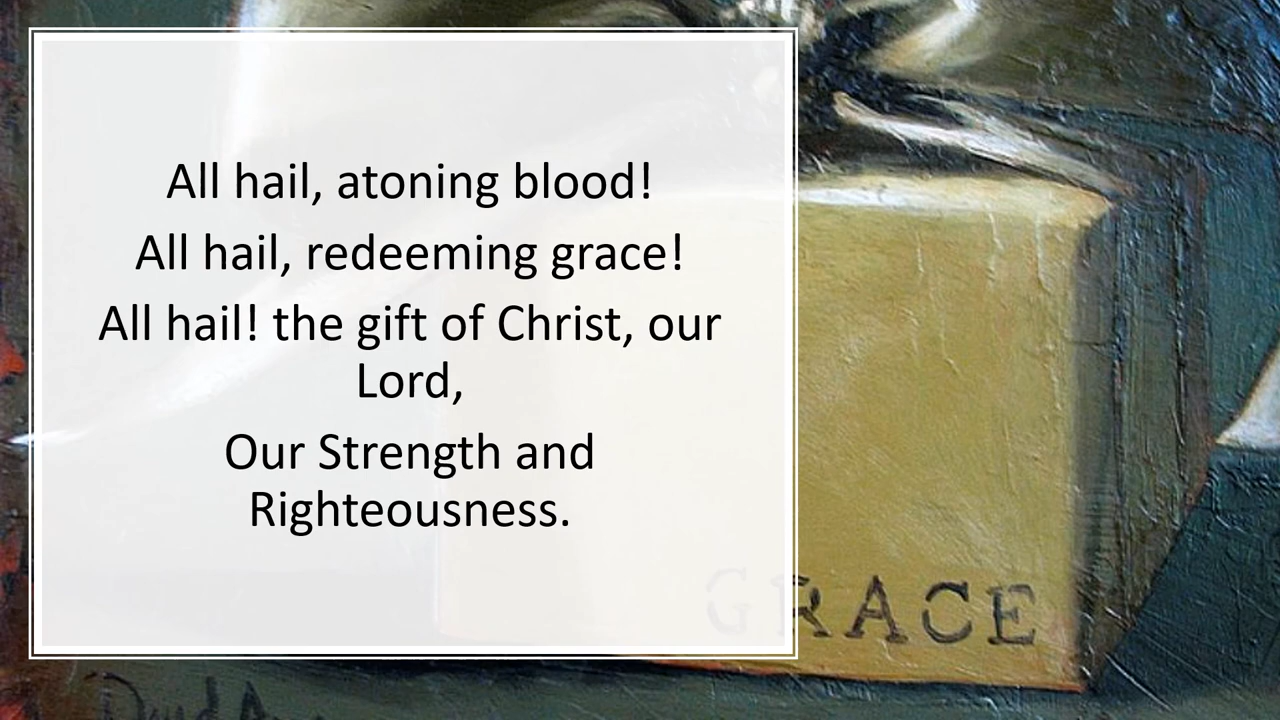 All hail, atoning blood!
All hail, redeeming grace!
All hail! the gift of Christ, our
Lord,
Our Strength and
Righteousness.
GRACE
David